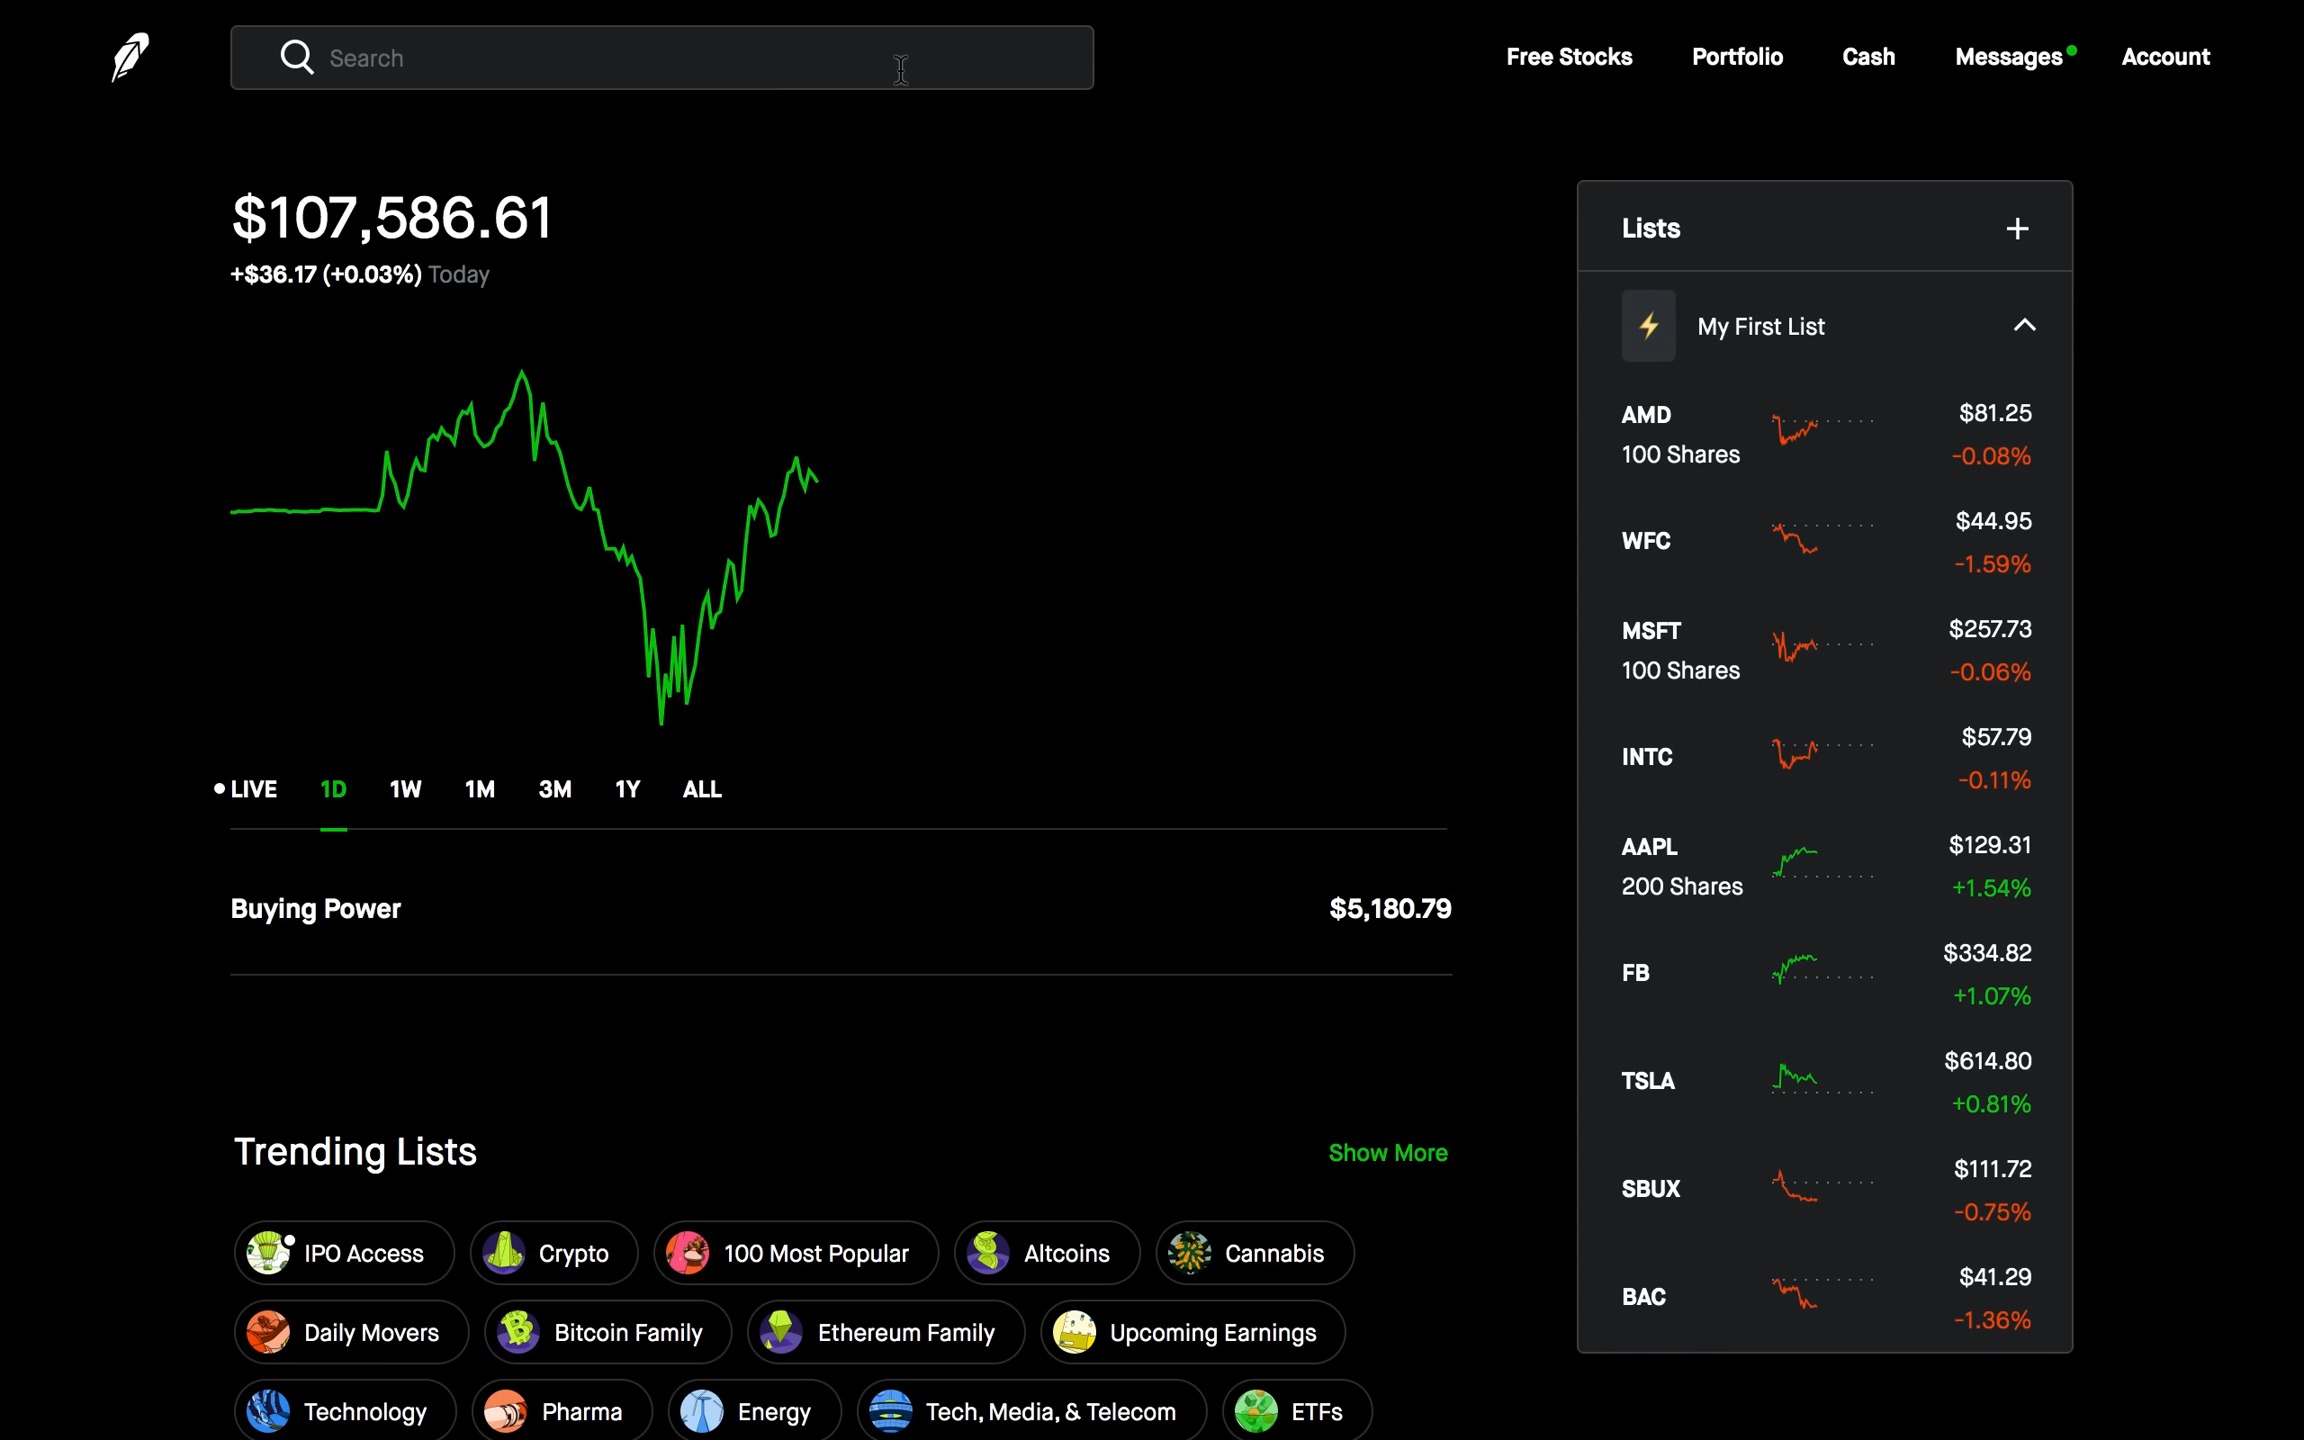 Search
Free Stocks
Portfolio
Cash
Messages
Account
$107,586.61
+$36.17 (+0.03%) Today
LIVE 1D 1W 1M 3M 1Y ALL
Buying Power $5,180.79
Trending Lists Show More
IPO Access Crypto 100 Most Popular Altcoins Cannabis
Daily Movers Bitcoin Family Ethereum Family Upcoming Earnings
Technology Pharma Energy Tech, Media, & Telecom ETFs
Lists +
My First List
AMD $81.25
100 Shares -0.08%
WFC $44.95
-1.59%
MSFT $257.73
100 Shares -0.06%
INTC $57.79
-0.11%
AAPL $129.31
200 Shares +1.54%
FB $334.82
+1.07%
TSLA $614.80
+0.81%
SBUX $111.72
-0.75%
BAC $41.29
-1.36%